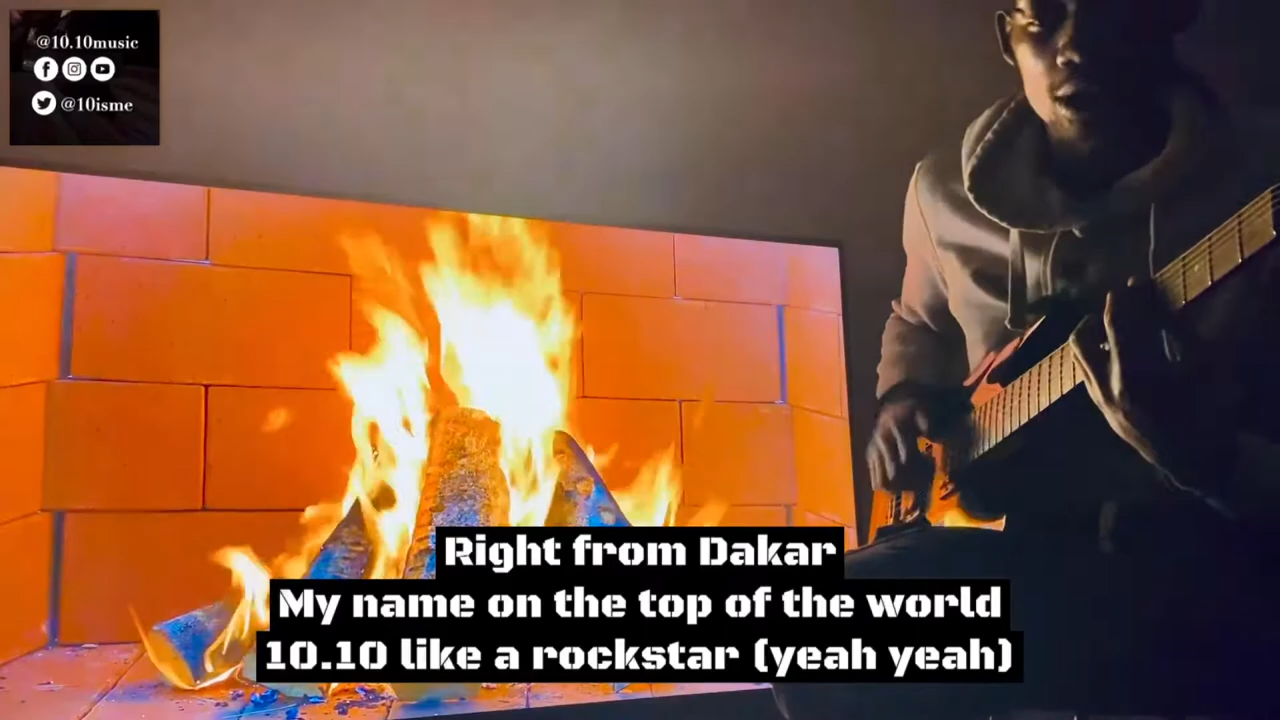 @10.10music
@10isme
Right from Dakar
My name on the top of the world
10.10 like a rockstar (yeah yeah)